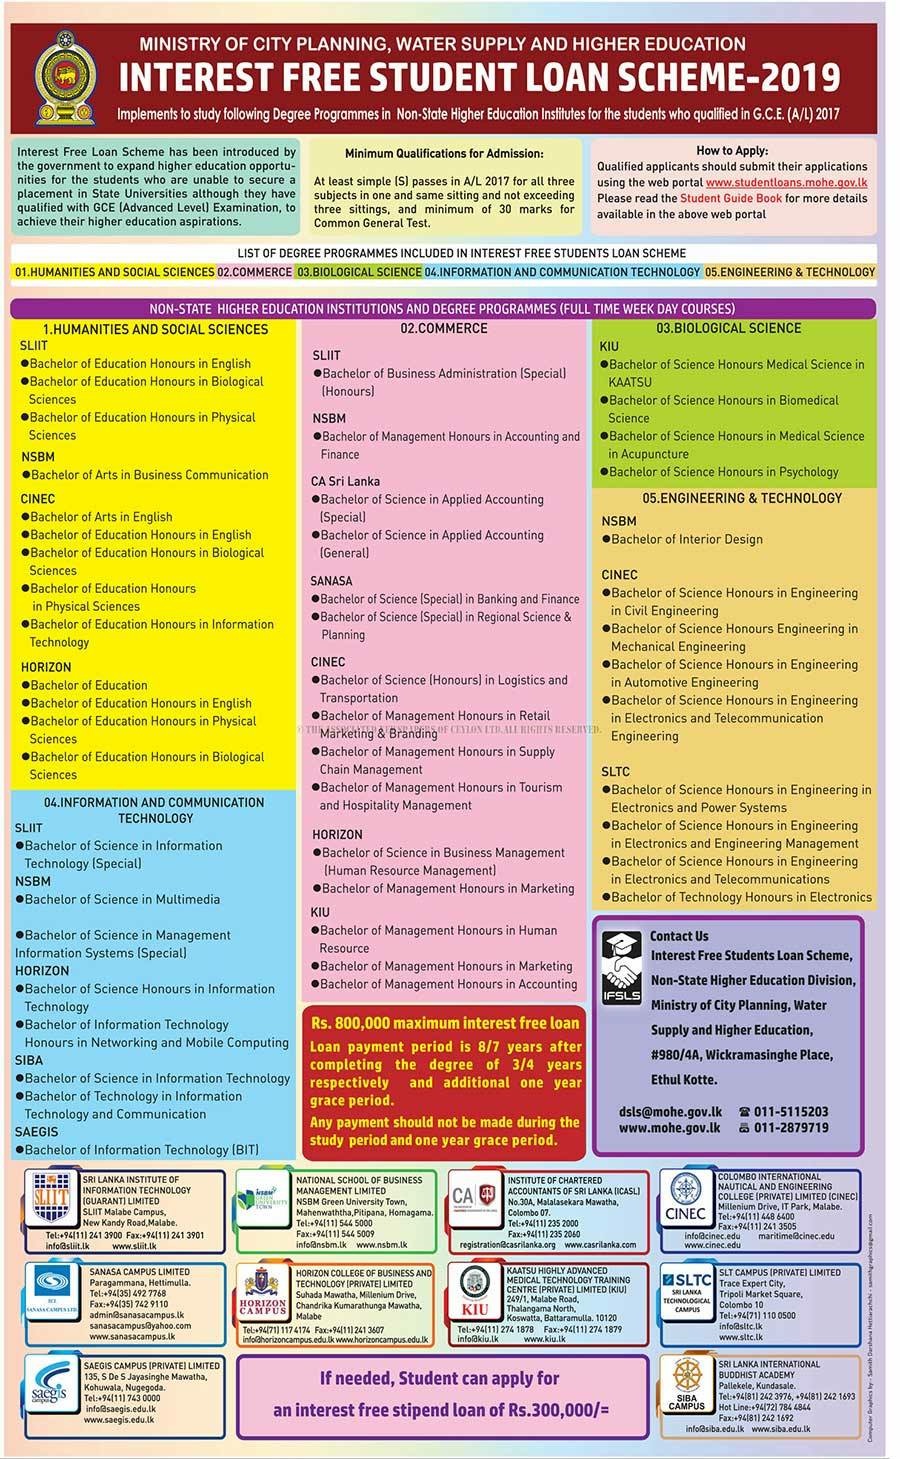 MINISTRY OF CITY PLANNING, WATER SUPPLY AND HIGHER EDUCATION
INTEREST FREE STUDENT LOAN SCHEME-2019
Implements to study following Degree Programmes in Non-State Higher Education Institutes for the students who qualified in G.C.E. (A/L) 2017
Interest Free Loan Scheme has been introduced by
the government to expand higher education opportu-
nities for the students who are unable to secure a
placement in State Universities although they have
qualified with GCE (Advanced Level) Examination, to
achieve their higher education aspirations.
Minimum Qualifications for Admission:
At least simple (S) passes in A/L 2017 for all three
subjects in one and same sitting and not exceeding
three sittings, and minimum of 30 marks for
Common General Test.
How to Apply:
Qualified applicants should submit their applications
using the web portal www.studentloans.mohe.gov.lk
Please read the Student Guide Book for more details
available in the above web portal
LIST OF DEGREE PROGRAMMES INCLUDED IN INTEREST FREE STUDENTS LOAN SCHEME
01.HUMANITIES AND SOCIAL SCIENCES 02.COMMERCE 03.BIOLOGICAL SCIENCE 04.INFORMATION AND COMMUNICATION TECHNOLOGY 05.ENGINEERING & TECHNOLOGY
NON-STATE HIGHER EDUCATION INSTITUTIONS AND DEGREE PROGRAMMES (FULL TIME WEEK DAY COURSES)
1.HUMANITIES AND SOCIAL SCIENCES
SLIIT
●Bachelor of Education Honours in English
●Bachelor of Education Honours in Biological
Sciences
●Bachelor of Education Honours in Physical
Sciences
NSBM
●Bachelor of Arts in Business Communication
CINEC
●Bachelor of Arts in English
●Bachelor of Education Honours in English
●Bachelor of Education Honours in Biological
Sciences
●Bachelor of Education Honours
in Physical Sciences
●Bachelor of Education Honours in Information
Technology
HORIZON
●Bachelor of Education
●Bachelor of Education Honours in English
●Bachelor of Education Honours in Physical
Sciences
●Bachelor of Education Honours in Biological
Sciences
04.INFORMATION AND COMMUNICATION
TECHNOLOGY
SLIIT
●Bachelor of Science in Information
Technology (Special)
NSBM
●Bachelor of Science in Multimedia
●Bachelor of Science in Management
Information Systems (Special)
HORIZON
●Bachelor of Science Honours in Information
Technology
●Bachelor of Information Technology
Honours in Networking and Mobile Computing
SIBA
●Bachelor of Science in Information Technology
●Bachelor of Technology in Information
Technology and Communication
SAEGIS
●Bachelor of Information Technology (BIT)
02.COMMERCE
SLIIT
●Bachelor of Business Administration (Special)
(Honours)
NSBM
●Bachelor of Management Honours in Accounting and
Finance
CA Sri Lanka
●Bachelor of Science in Applied Accounting
(Special)
●Bachelor of Science in Applied Accounting
(General)
SANASA
●Bachelor of Science (Special) in Banking and Finance
●Bachelor of Science (Special) in Regional Science &
Planning
CINEC
●Bachelor of Science (Honours) in Logistics and
Transportation
●Bachelor of Management Honours in Retail
© THE ASSOCIATED NEWSPAPERS OF CEYLON LTD.ALL RIGHTS RESERVED.
Marketing & Branding
●Bachelor of Management Honours in Supply
Chain Management
●Bachelor of Management Honours in Tourism
and Hospitality Management
HORIZON
●Bachelor of Science in Business Management
(Human Resource Management)
●Bachelor of Management Honours in Marketing
KIU
●Bachelor of Management Honours in Human
Resource
●Bachelor of Management Honours in Marketing
●Bachelor of Management Honours in Accounting
Rs. 800,000 maximum interest free loan
Loan payment period is 8/7 years after
completing the degree of 3/4 years
respectively and additional one year
grace period.
Any payment should not be made during the
study period and one year grace period.
03.BIOLOGICAL SCIENCE
KIU
●Bachelor of Science Honours Medical Science in
KAATSU
●Bachelor of Science Honours in Biomedical
Science
●Bachelor of Science Honours in Medical Science
in Acupuncture
●Bachelor of Science Honours in Psychology
05.ENGINEERING & TECHNOLOGY
NSBM
●Bachelor of Interior Design
CINEC
●Bachelor of Science Honours in Engineering
in Civil Engineering
●Bachelor of Science Honours Engineering in
Mechanical Engineering
●Bachelor of Science Honours in Engineering
in Automotive Engineering
●Bachelor of Science Honours in Engineering
in Electronics and Telecommunication
Engineering
SLTC
●Bachelor of Science Honours in Engineering in
Electronics and Power Systems
●Bachelor of Science Honours in Engineering
in Electronics and Engineering Management
●Bachelor of Science Honours in Engineering
in Electronics and Telecommunications
●Bachelor of Technology Honours in Electronics
IFSLS
Contact Us
Interest Free Students Loan Scheme,
Non-State Higher Education Division,
Ministry of City Planning, Water
Supply and Higher Education,
#980/4A, Wickramasinghe Place,
Ethul Kotte.
dsls@mohe.gov.lk ☎ 011-5115203
www.mohe.gov.lk 011-2879719
SLIIT
SRI LANKA INSTITUTE OF
INFORMATION TECHNOLOGY
(GUARANT) LIMITED
SLIIT Malabe Campus,
New Kandy Road,Malabe.
Tel:+94(11) 241 3900 Fat:+94(11) 241 3901
info@sliit.lk www.sliit.lk
NSBM
GREEN
UNIVERSITY
TOWN
NATIONAL SCHOOL OF BUSINESS
MANAGEMENT LIMITED
NSBM Green University Town,
Mahenwaththa,Pitipana, Homagama.
Tel:+94(11) 544 5000
Fax:+94(11) 544 5009
info@nsbm.lk www.nsbm.lk
CA
INSTITUTE OF CHARTERED
ACCOUNTANTS OF SRI LANKA (ICASL)
No.30A, Malalasekara Mawatha,
Colombo 07.
Tel:+94(11) 235 2000
Fax:+94(11) 235 2060
registration@casrilanka.org www.casrilanka.com
CINEC
COLOMBO INTERNATIONAL
NAUTICAL AND ENGINEERING
COLLEGE (PRIVATE) LIMITED (CINEC)
Millenium Drive, IT Park, Malabe.
Tel:+94(11) 448 6400
Fax:+94(11) 241 3505
info@cinec.edu maritime@cinec.edu
www.cinec.edu
SANASA CAMPUS LTD
SANASA CAMPUS LIMITED
Paragammana, Hettimulla.
Tel:+94(35) 492 7768
Fax:+94(35) 742 9110
admin@sanasacampus.lk
sanasacampus@yahoo.com
www.sanasacampus.lk
HORIZON
CAMPUS
HORIZON COLLEGE OF BUSINESS AND
TECHNOLOGY (PRIVATE) LIMITED
Suhada Mawatha, Millenium Drive,
Chandrika Kumarathunga Mawatha,
Malabe
Tel:+94(71) 117 4174 Fax:+94(11) 241 3607
info@horizoncampus.edu.lk www.horizoncampus.edu.lk
KIU
KAATSU HIGHLY ADVANCED
MEDICAL TECHNOLOGY TRAINING
CENTRE (PRIVATE) LIMITED (KIU)
249/1, Malabe Road,
Thalangama North,
Koswatta, Battaramulla. 10120
Tel:+94(11) 274 1878 Fax:+94(11) 274 1879
info@kiu.lk www.kiu.lk
SLTC
SRI LANKA
TECHNOLOGICAL
CAMPUS
SLT CAMPUS (PRIVATE) LIMITED
Trace Expert City,
Tripoli Market Square,
Colombo 10
Tel:+94(71) 110 0500
info@sltc.lk
www.sltc.lk
saegis
campus
SAEGIS CAMPUS (PRIVATE) LIMITED
135, S De S Jayasinghe Mawatha,
Kohuwala, Nugegoda.
Tel:+94(11) 743 0000
info@saegis.edu.lk
www.saegis.edu.lk
If needed, Student can apply for
an interest free stipend loan of Rs.300,000/=
SIBA
CAMPUS
SRI LANKA INTERNATIONAL
BUDDHIST ACADEMY
Pallekele, Kundasale.
Tel:+94(81) 242 3976, +94(81) 242 1693
Hot Line:+94(72) 784 4844
Fax:+94(81) 242 1692
info@siba.edu.lk www.siba.edu.lk
Computer Graphics by - Samith Darshana Hettiarachchi - samithgraphics@gmail.com